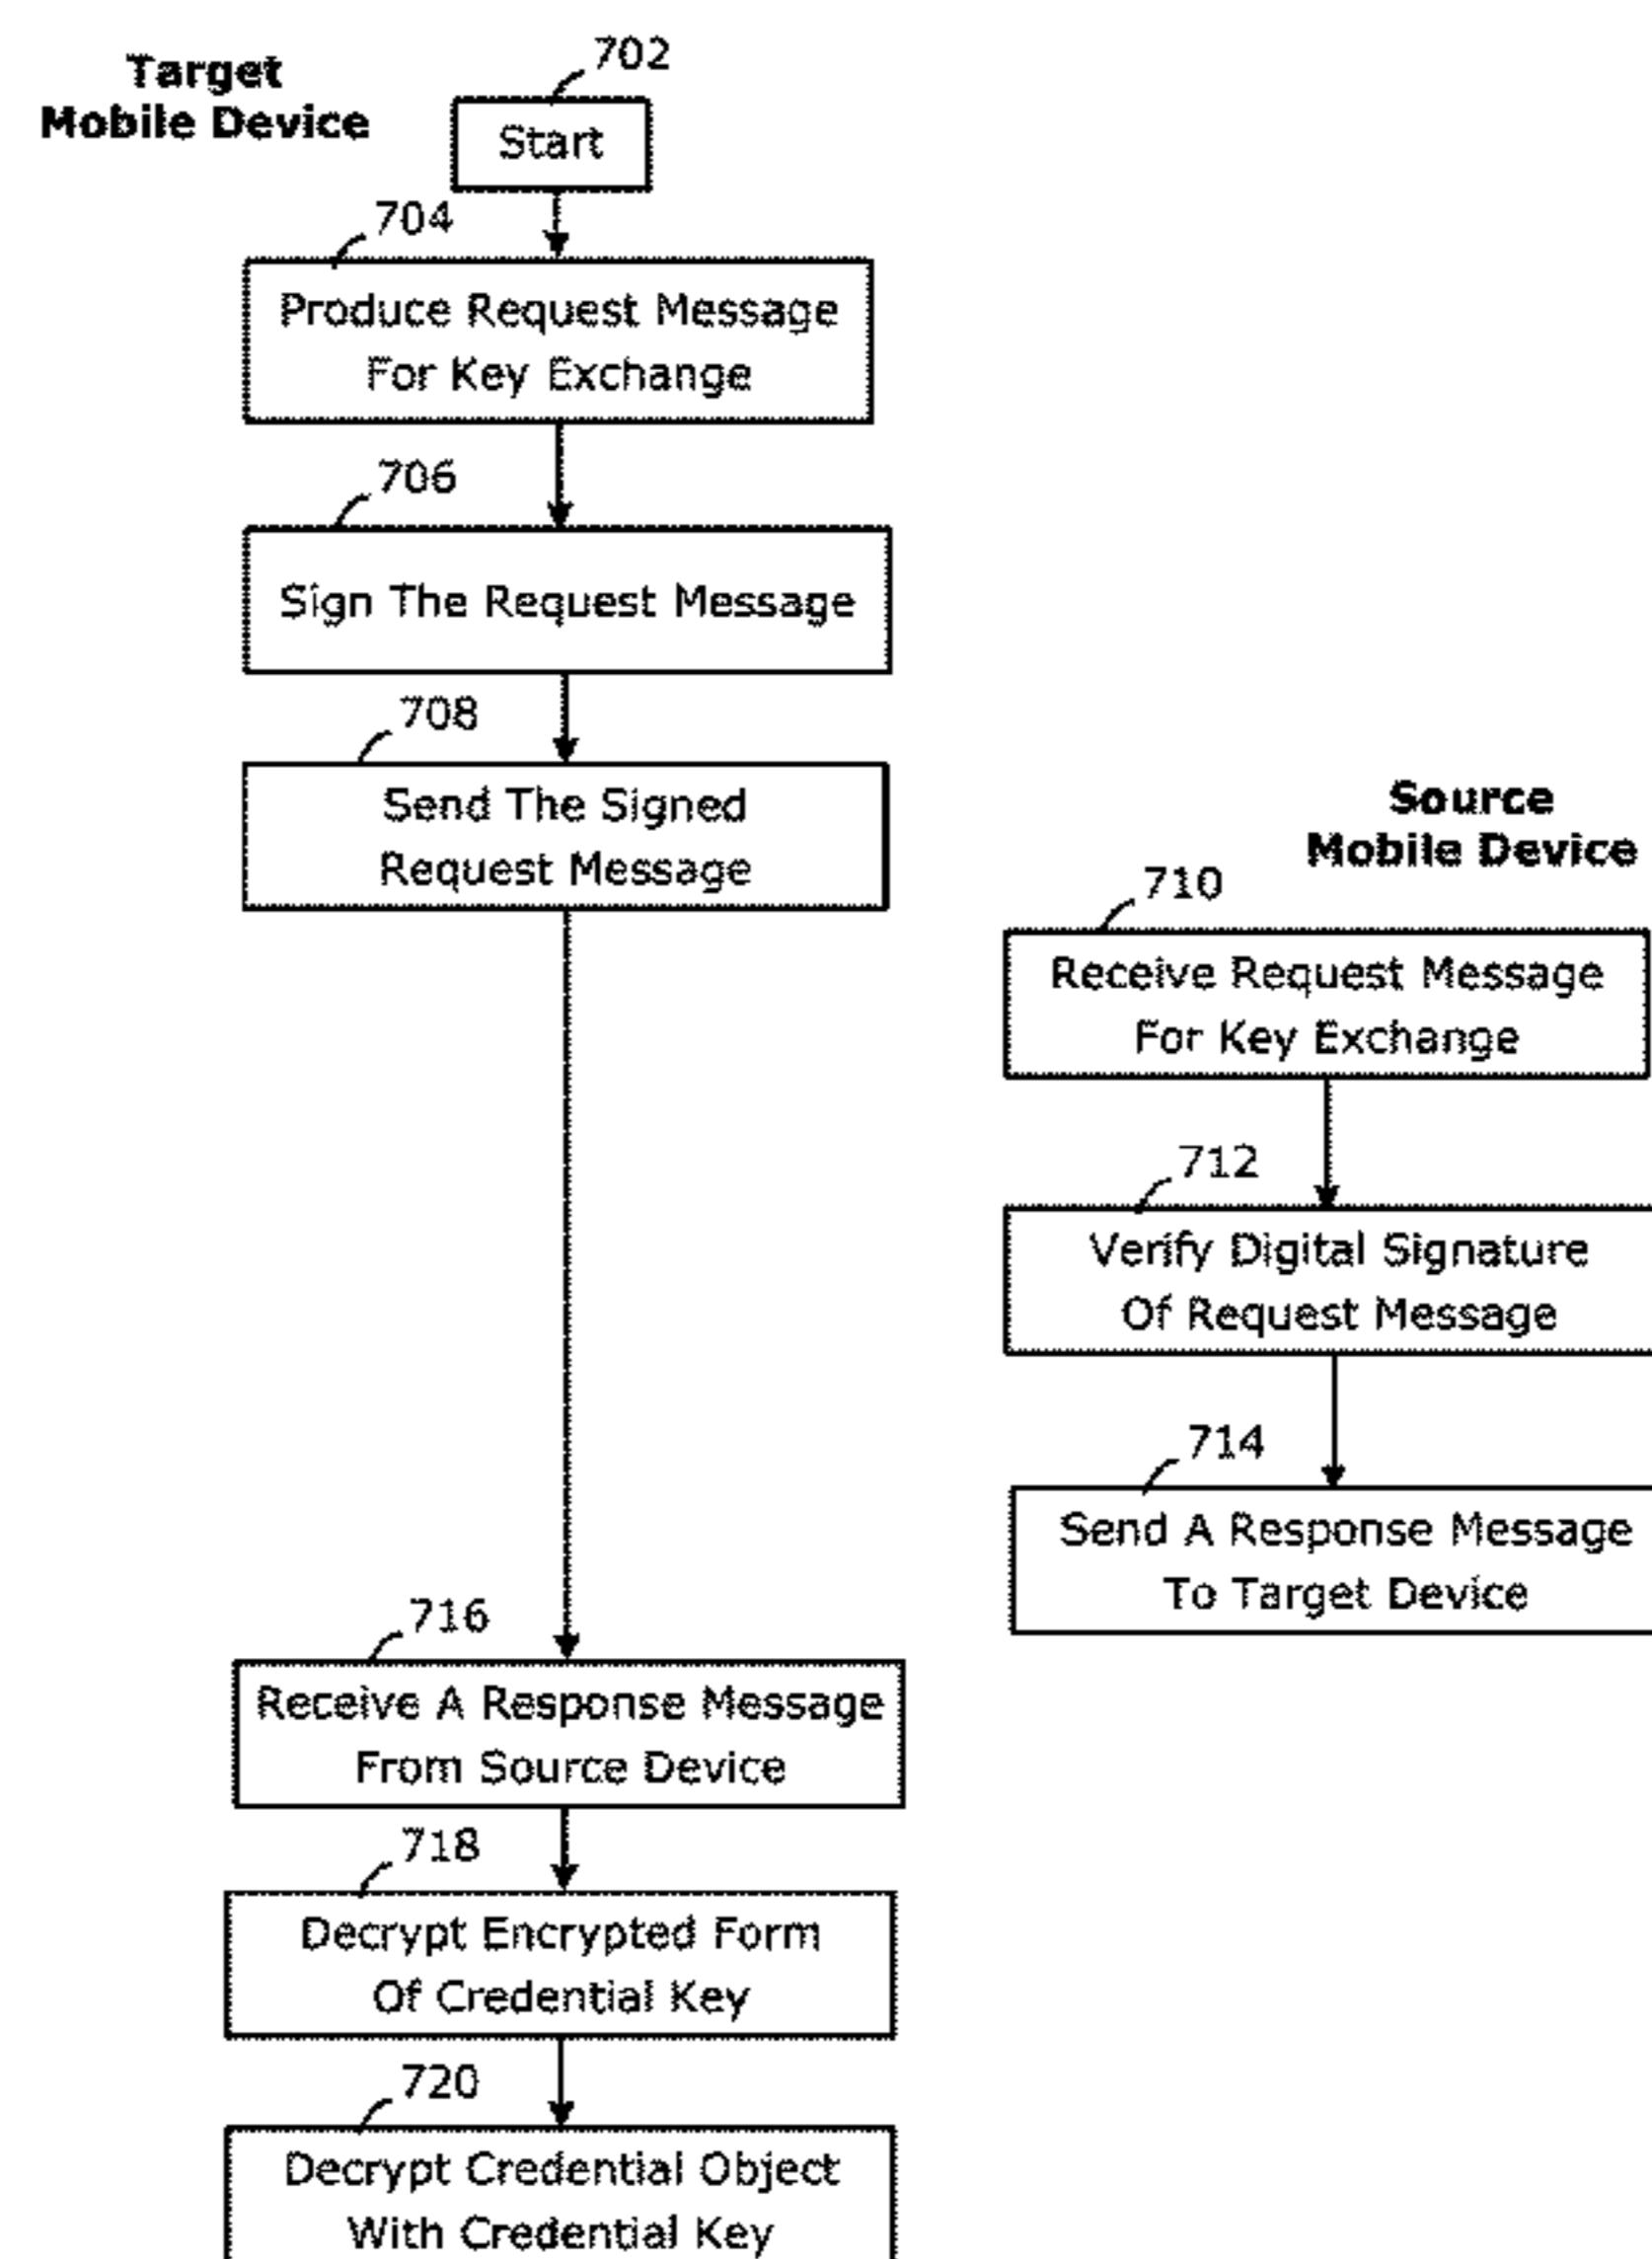 Target
Mobile Device
702
Start
704
Produce Request Message
For Key Exchange
706
Sign The Request Message
708
Send The Signed
Request Message
Source
Mobile Device
710
Receive Request Message
For Key Exchange
712
Verify Digital Signature
Of Request Message
714
Send A Response Message
To Target Device
716
Receive A Response Message
From Source Device
718
Decrypt Encrypted Form
Of Credential Key
720
Decrypt Credential Object
With Credential Key